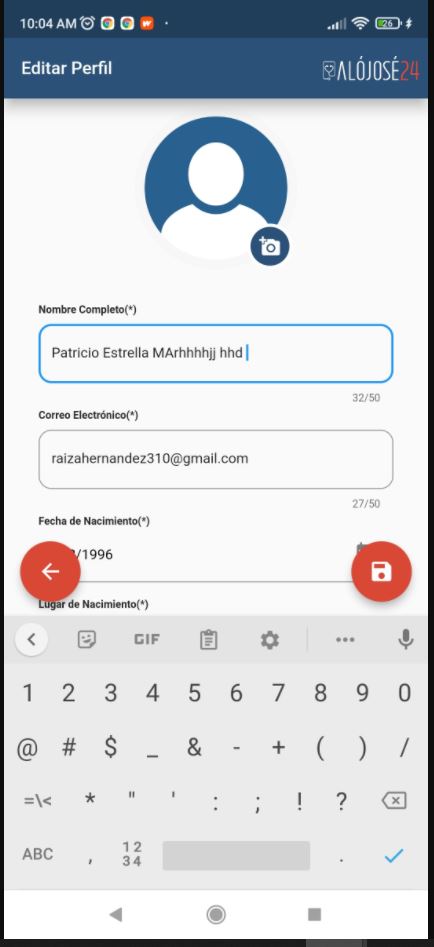 10:04 AM
26
Editar Perfil
ALÓJOSÉ24
Nombre Completo(*)
Patricio Estrella MArhhhhjj hhd
32/50
Correo Electrónico(*)
raizahernandez310@gmail.com
27/50
Fecha de Nacimiento(*)
/1996
Lugar de Nacimiento(*)
GIF
1 2 3 4 5 6 7 8 9 0
@ # $ _ & - + ( ) /
=\< * " ' : ; ! ?
ABC , 12 34 .